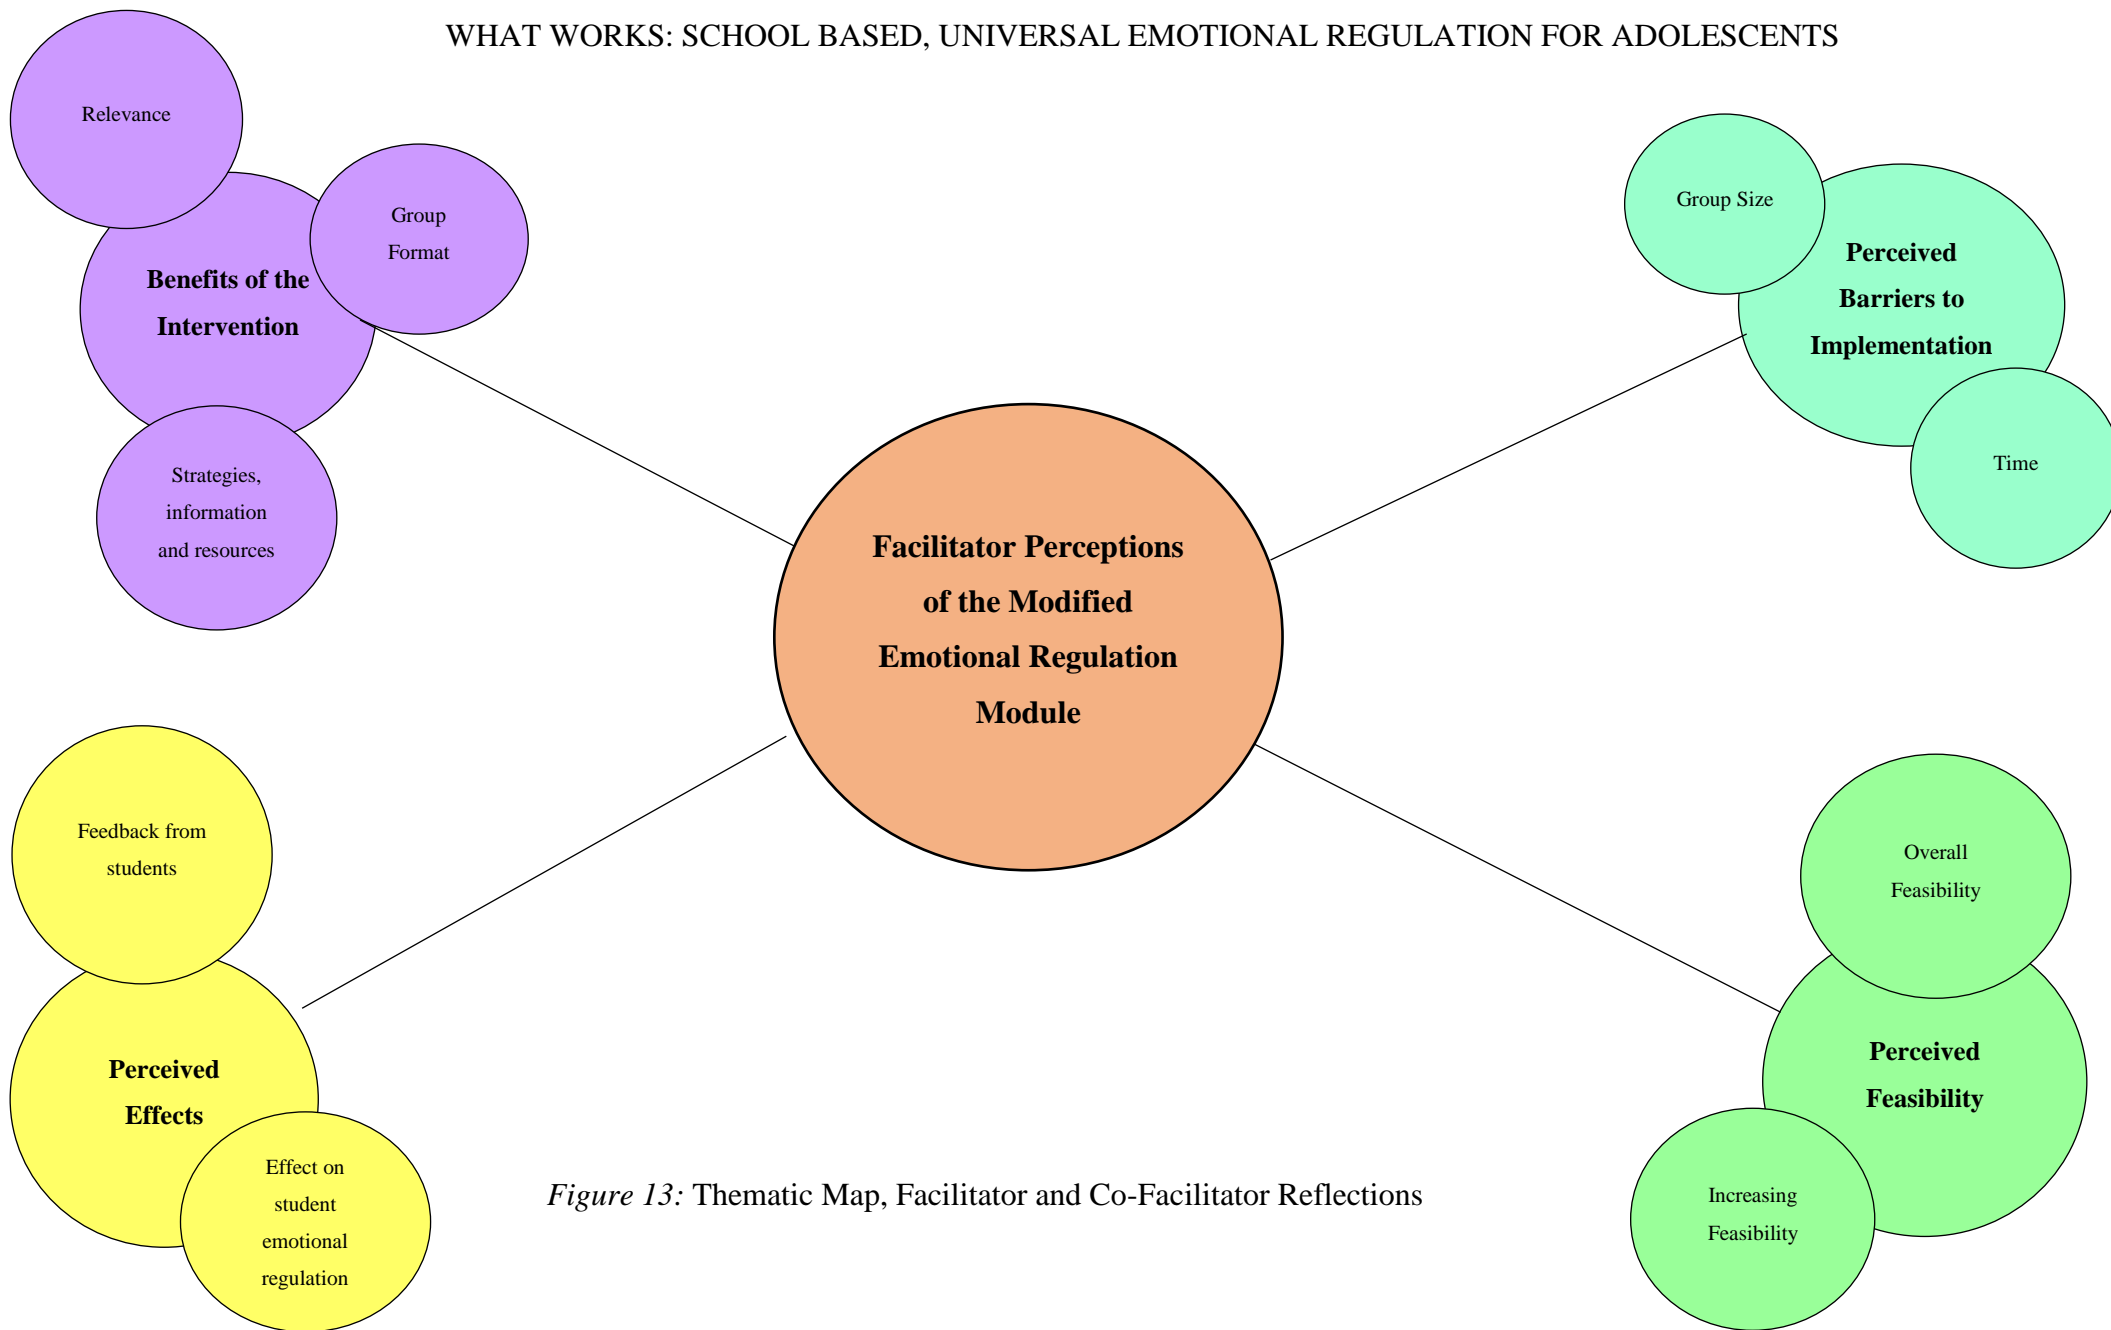 WHAT WORKS: SCHOOL BASED, UNIVERSAL EMOTIONAL REGULATION FOR ADOLESCENTS
Relevance
Group
Format
Benefits of the
Intervention
Strategies,
information
and resources
Group Size
Perceived
Barriers to
Implementation
Time
Facilitator Perceptions
of the Modified
Emotional Regulation
Module
Feedback from
students
Perceived
Effects
Effect on
student
emotional
regulation
Overall
Feasibility
Perceived
Feasibility
Increasing
Feasibility
Figure 13: Thematic Map, Facilitator and Co-Facilitator Reflections